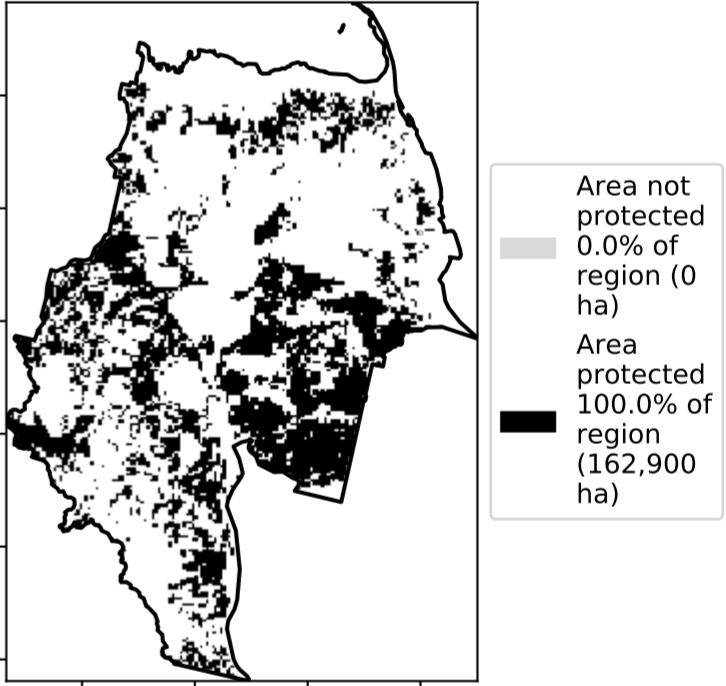 Area not
protected
0.0% of
region (0
ha)
Area
protected
100.0% of
region
(162,900
ha)